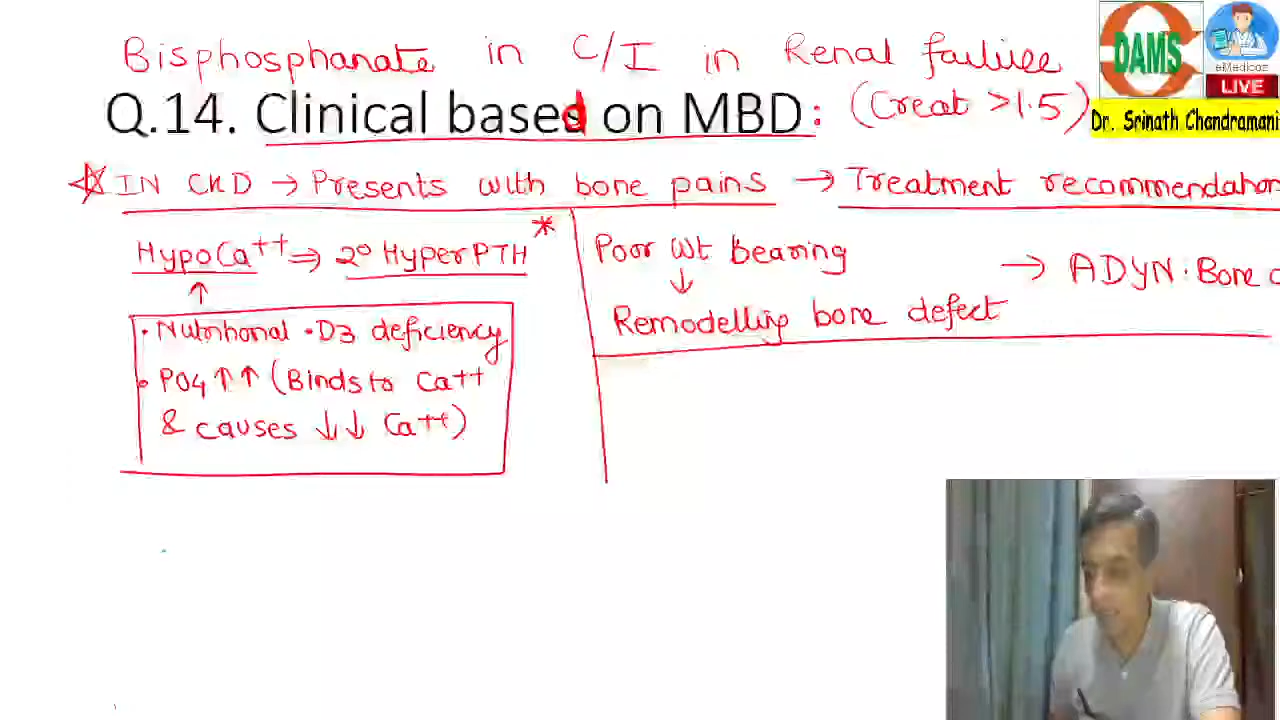 Bisphosphanate in C/I in Renal failure
Q.14. Clinical based on MBD: (Creat >1.5)
DAMS
eMedicoz
LIVE
Dr. Srinath Chandramani
IN CKD → Presents with bone pains → Treatment recommendation
HypoCa++ ⇒ 2° HyperPTH *
↑
• Nutritional • D3 deficiency
• PO4 ↑↑ (Binds to Ca++
& causes ↓↓ Ca++)
Poor Wt bearing
↓
Remodelling bone defect
→ ADYN. Bone